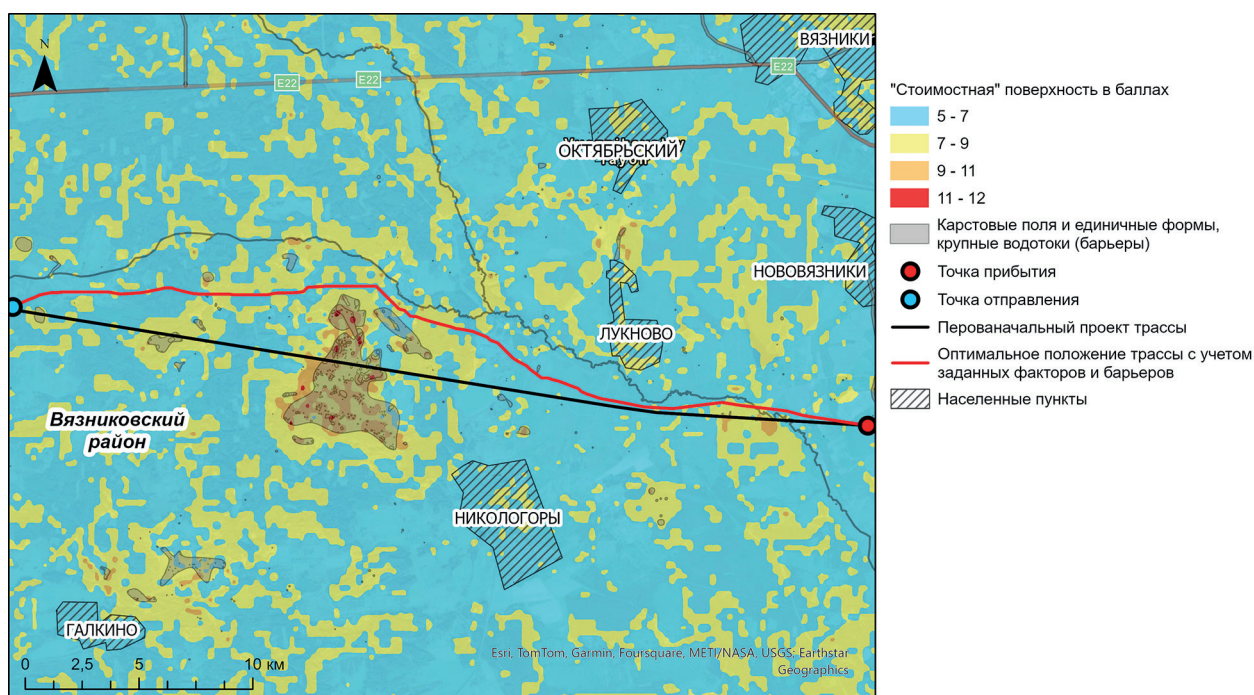 ВЯЗНИКИ
N
E22
E22
E22
ОКТЯБРЬСКИЙ
НОВОВЯЗНИКИ
ЛУКНОВО
Вязниковский
район
НИКОЛОГОРЫ
ГАЛКИНО
0 2,5 5 10 км
Esri, TomTom, Garmin, Foursquare, METI/NASA, USGS; Earthstar
Geographics
"Стоимостная" поверхность в баллах
5 - 7
7 - 9
9 - 11
11 - 12
Карстовые поля и единичные формы,
крупные водотоки (барьеры)
Точка прибытия
Точка отправления
Перованачальный проект трассы
Оптимальное положение трассы с учетом
заданных факторов и барьеров
Населенные пункты